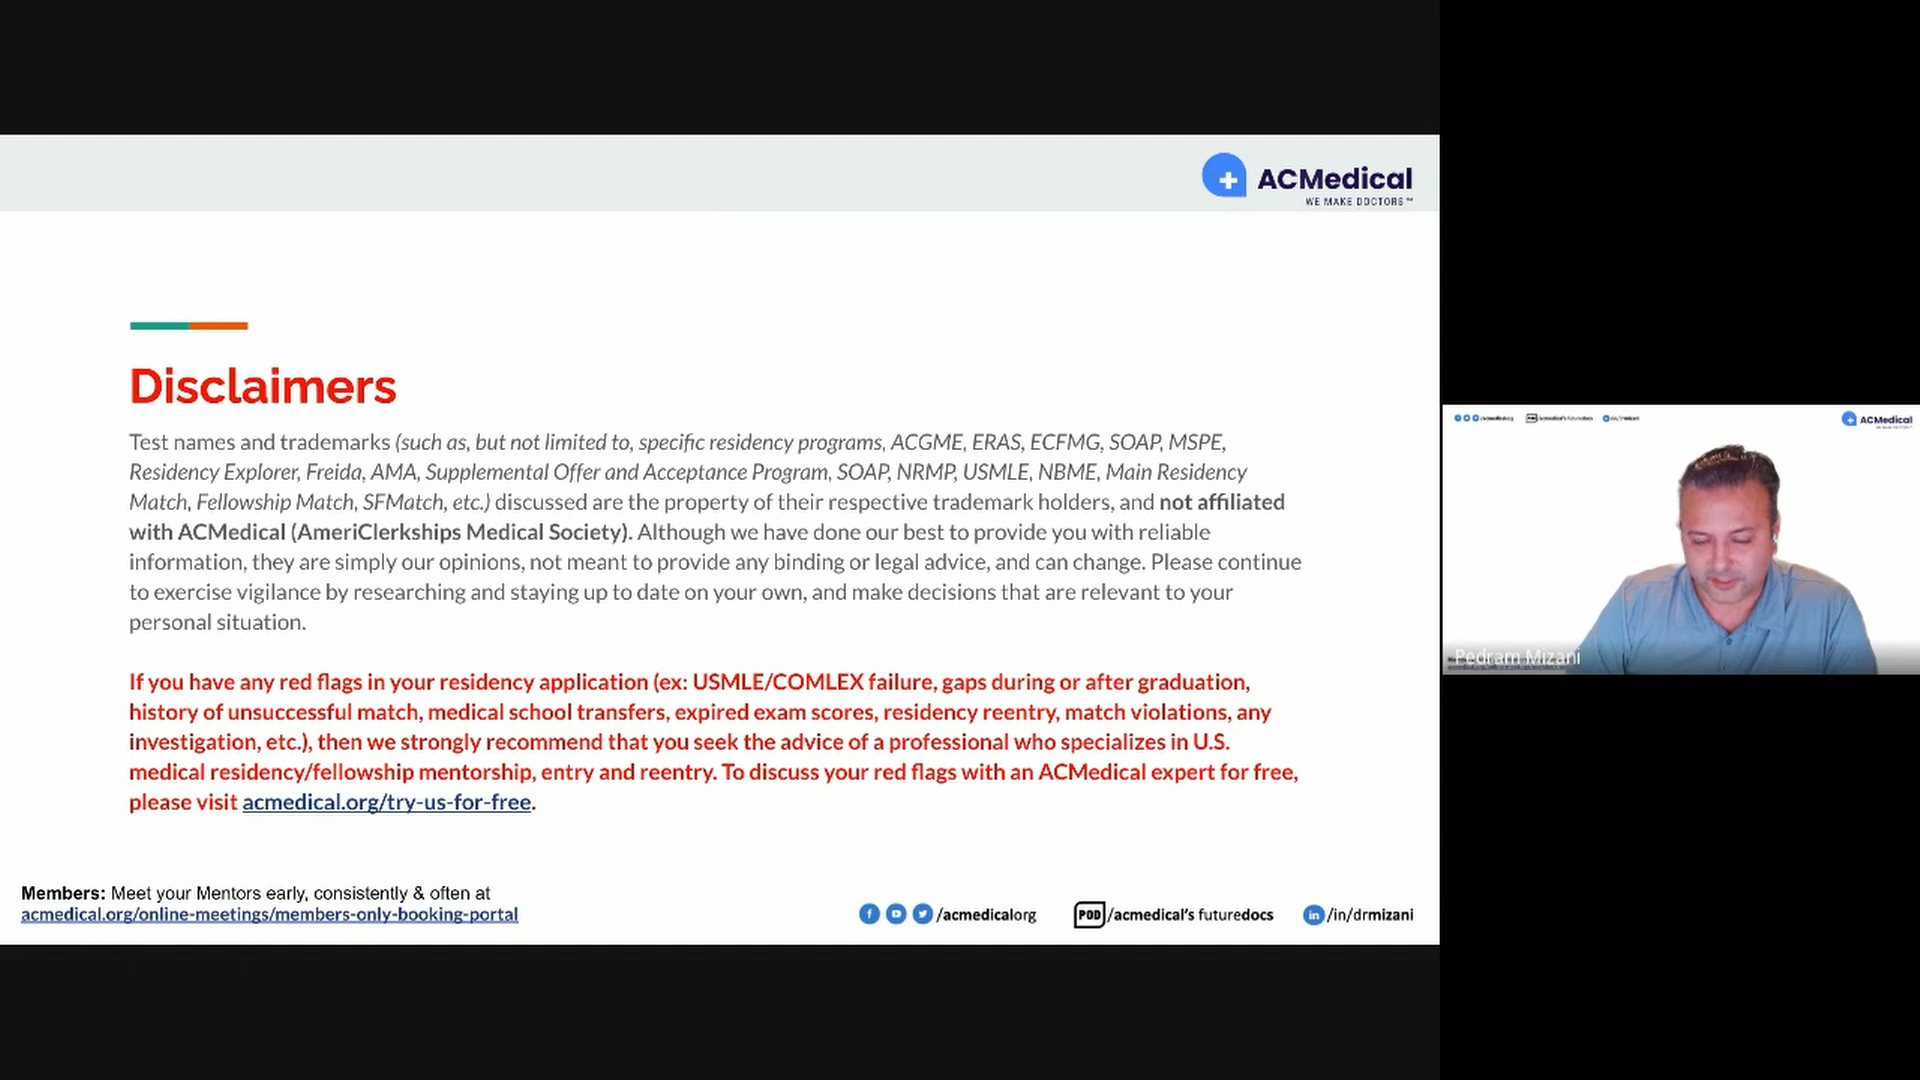 ACMedical
WE MAKE DOCTORS™
Disclaimers
Test names and trademarks (such as, but not limited to, specific residency programs, ACGME, ERAS, ECFMG, SOAP, MSPE,
Residency Explorer, Freida, AMA, Supplemental Offer and Acceptance Program, SOAP, NRMP, USMLE, NBME, Main Residency
Match, Fellowship Match, SFMatch, etc.) discussed are the property of their respective trademark holders, and not affiliated
with ACMedical (AmeriClerkships Medical Society). Although we have done our best to provide you with reliable
information, they are simply our opinions, not meant to provide any binding or legal advice, and can change. Please continue
to exercise vigilance by researching and staying up to date on your own, and make decisions that are relevant to your
personal situation.
If you have any red flags in your residency application (ex: USMLE/COMLEX failure, gaps during or after graduation,
history of unsuccessful match, medical school transfers, expired exam scores, residency reentry, match violations, any
investigation, etc.), then we strongly recommend that you seek the advice of a professional who specializes in U.S.
medical residency/fellowship mentorship, entry and reentry. To discuss your red flags with an ACMedical expert for free,
please visit acmedical.org/try-us-for-free.
Members: Meet your Mentors early, consistently & often at
acmedical.org/online-meetings/members-only-booking-portal
/acmedicalorg
POD /acmedical's futuredocs
in /in/drmizani
ACMedical
Pedram Mizani